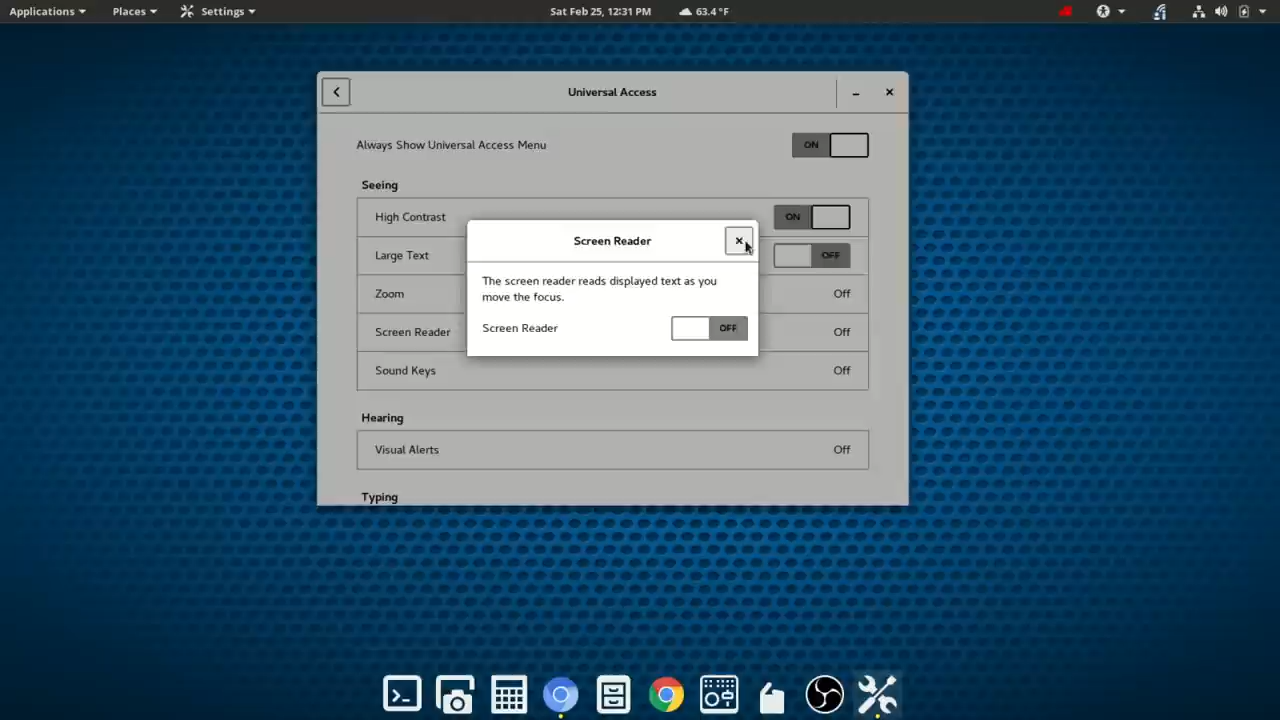 Applications Places Settings Sat Feb 25, 12:31 PM 63.4 °F
Universal Access
Always Show Universal Access Menu ON
Seeing
High Contrast ON
Large Text OFF
Zoom Off
Screen Reader Off
Sound Keys Off
Screen Reader
The screen reader reads displayed text as you
move the focus.
Screen Reader OFF
Hearing
Visual Alerts Off
Typing